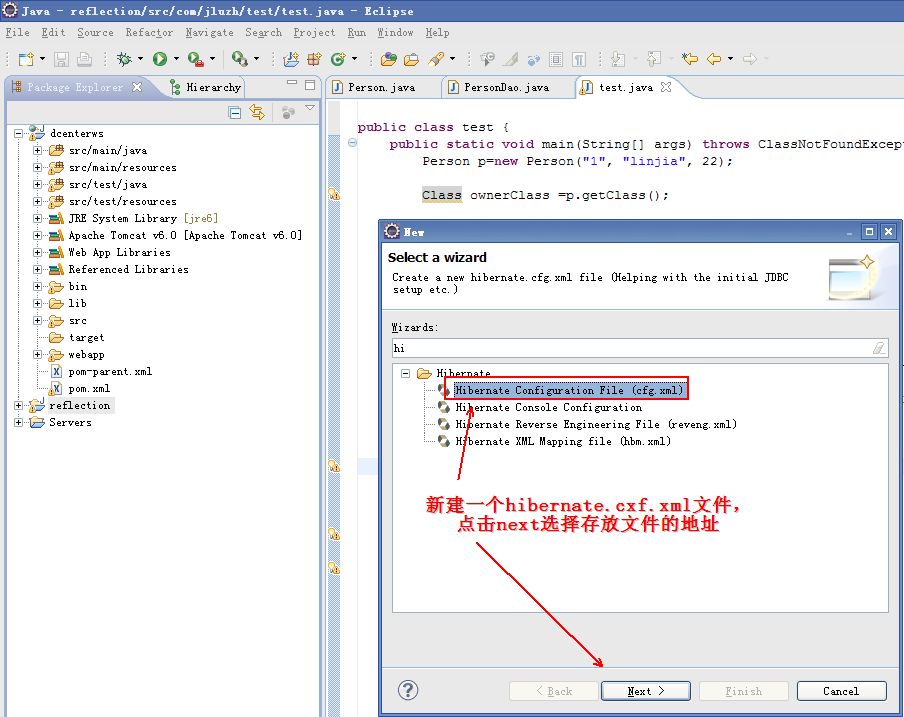 Java - reflection/src/com/jluzh/test/test.java - Eclipse
File Edit Source Refactor Navigate Search Project Run Window Help
Package Explorer Hierarchy
Person.java PersonDao.java test.java
dcenterws
src/main/java
src/main/resources
src/test/java
src/test/resources
JRE System Library [jre6]
Apache Tomcat v6.0 [Apache Tomcat v6.0]
Web App Libraries
Referenced Libraries
bin
lib
src
target
webapp
pom-parent.xml
pom.xml
reflection
Servers
public class test {
public static void main(String[] args) throws ClassNotFoundExcep
Person p=new Person("1", "linjia", 22);
Class ownerClass =p.getClass();
New
Select a wizard
Create a new hibernate.cfg.xml file (Helping with the initial JDBC
setup etc.)
Wizards:
hi
Hibernate
Hibernate Configuration File (cfg.xml)
Hibernate Console Configuration
Hibernate Reverse Engineering File (reveng.xml)
Hibernate XML Mapping file (hbm.xml)
新建一个hibernate.cxf.xml文件，
点击next选择存放文件的地址
< Back Next > Finish Cancel